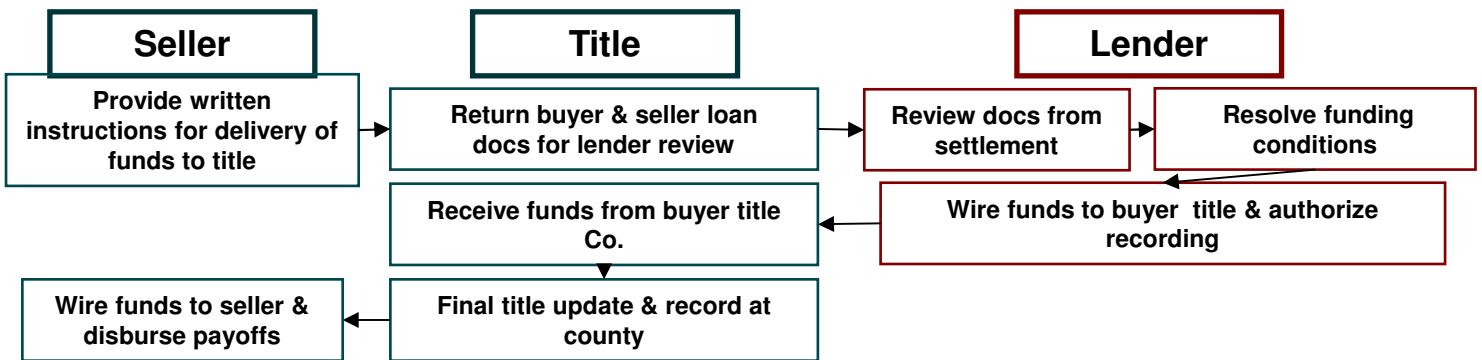 Seller
Title
Lender
Provide written
instructions for delivery of
funds to title
Return buyer & seller loan
docs for lender review
Review docs from
settlement
Resolve funding
conditions
Receive funds from buyer title
Co.
Wire funds to buyer title & authorize
recording
Wire funds to seller &
disburse payoffs
Final title update & record at
county